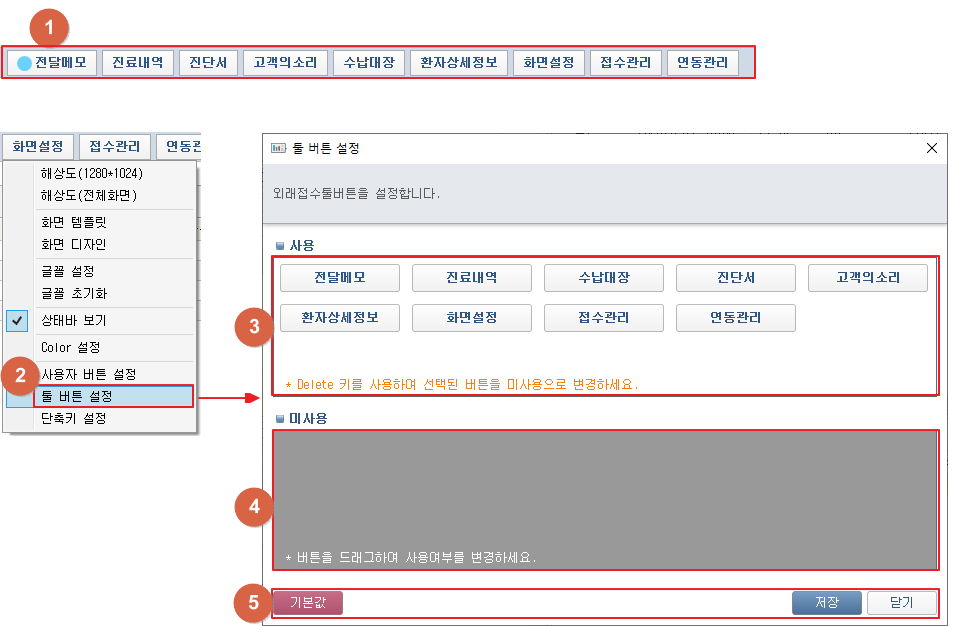 1
전달메모 진료내역 진단서 고객의소리 수납대장 환자상세정보 화면설정 접수관리 연동관리
화면설정 접수관리
해상도(1280*1024)
해상도(전체화면)
화면 템플릿
화면 디자인
글꼴 설정
글꼴 초기화
상태바 보기
Color 설정
2
사용자 버튼 설정
툴 버튼 설정
단축키 설정
툴 버튼 설정
외래접수툴버튼을 설정합니다.
사용
3
전달메모 진료내역 수납대장 진단서 고객의소리
환자상세정보 화면설정 접수관리 연동관리
* Delete 키를 사용하여 선택된 버튼을 미사용으로 변경하세요.
미사용
4
* 버튼을 드래그하여 사용여부를 변경하세요.
5
기본값 저장 닫기